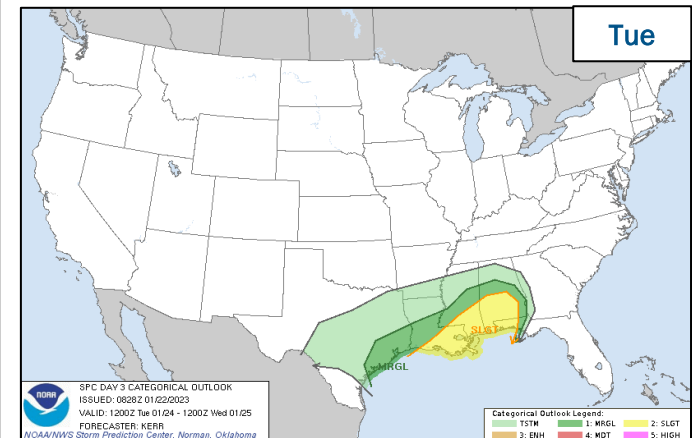 Tue
SLGT
MRGL
NOAA
SPC DAY 3 CATEGORICAL OUTLOOK
ISSUED: 0828Z 01/22/2023
VALID: 1200Z Tue 01/24 - 1200Z Wed 01/25
FORECASTER: KERR
NOAA/NWS Storm Prediction Center, Norman, Oklahoma
Categorical Outlook Legend:
TSTM 1: MRGL 2: SLGT
3: ENH 4: MDT 5: HIGH